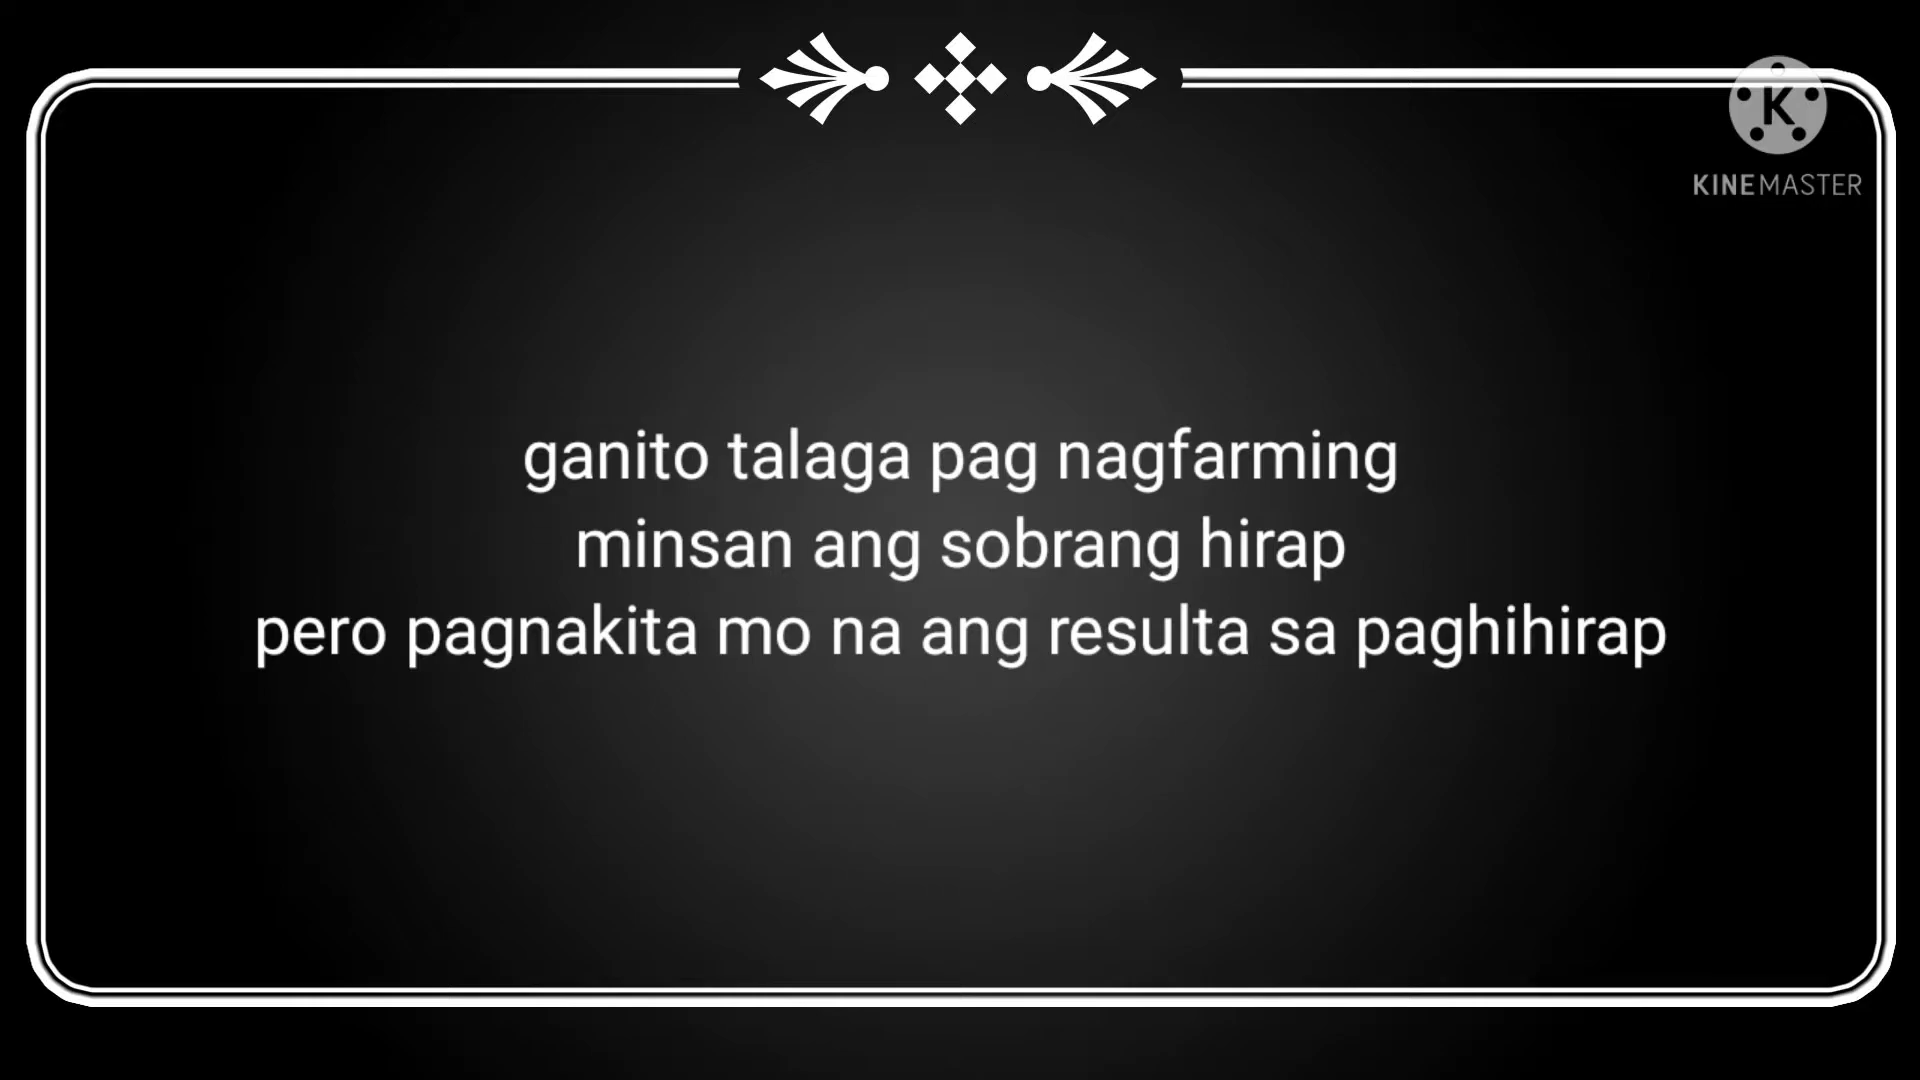 K
KINEMASTER
ganito talaga pag nagfarming
minsan ang sobrang hirap
pero pagnakita mo na ang resulta sa paghihirap